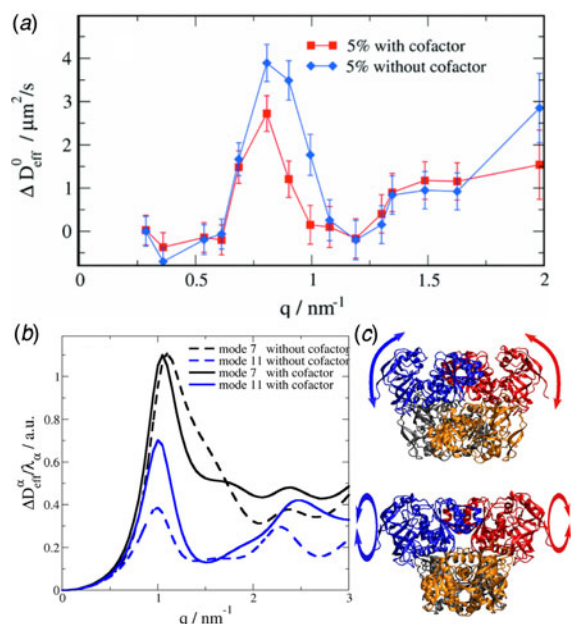 (a)
5% with cofactor
5% without cofactor
Δ D⁰eff / μm²/s
4
3
2
1
0
0 0.5 1 1.5 2
q / nm⁻¹
(b)
mode 7 without cofactor
mode 11 without cofactor
mode 7 with cofactor
mode 11 with cofactor
ΔDᵅeff/λα / a.u.
1
0.8
0.6
0.4
0.2
0
0 1 2 3
q / nm⁻¹
(c)